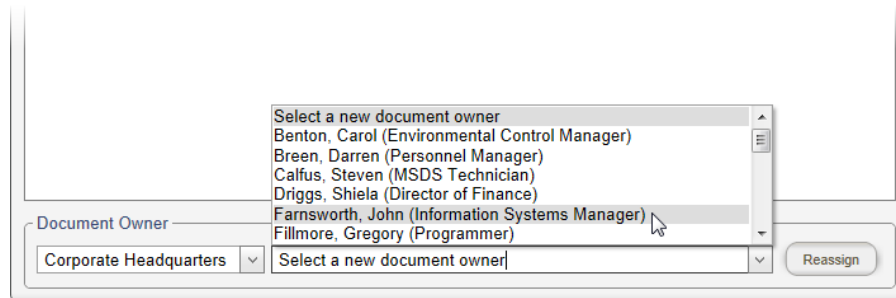 Select a new document owner
Benton, Carol (Environmental Control Manager)
Breen, Darren (Personnel Manager)
Calfus, Steven (MSDS Technician)
Driggs, Shiela (Director of Finance)
Farnsworth, John (Information Systems Manager)
Fillmore, Gregory (Programmer)
Document Owner
Corporate Headquarters Select a new document owner Reassign